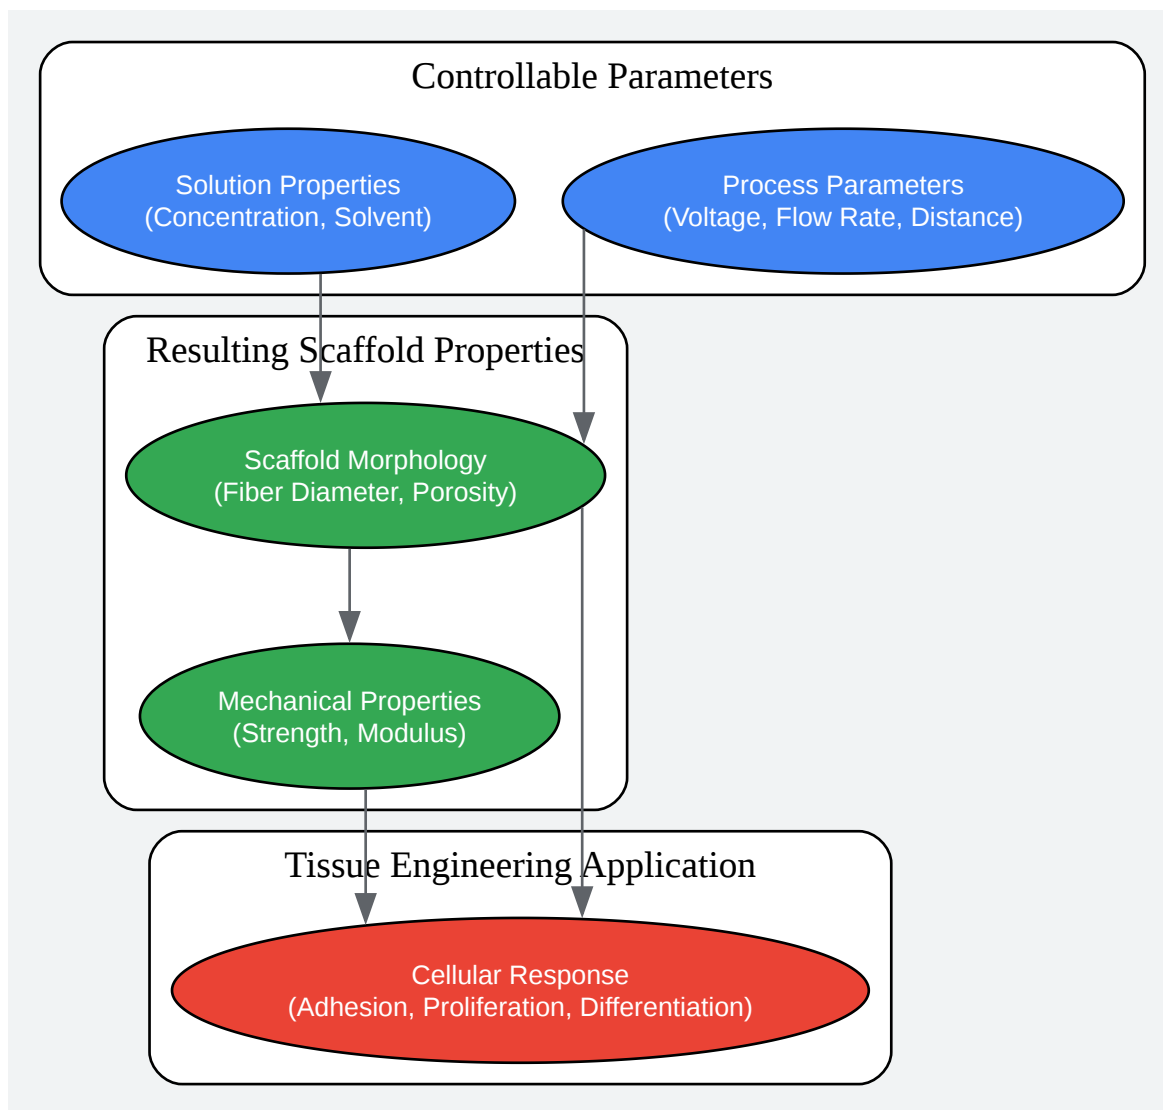 Controllable Parameters
Solution Properties
(Concentration, Solvent)
Process Parameters
(Voltage, Flow Rate, Distance)
Resulting Scaffold Properties
Scaffold Morphology
(Fiber Diameter, Porosity)
Mechanical Properties
(Strength, Modulus)
Tissue Engineering Application
Cellular Response
(Adhesion, Proliferation, Differentiation)